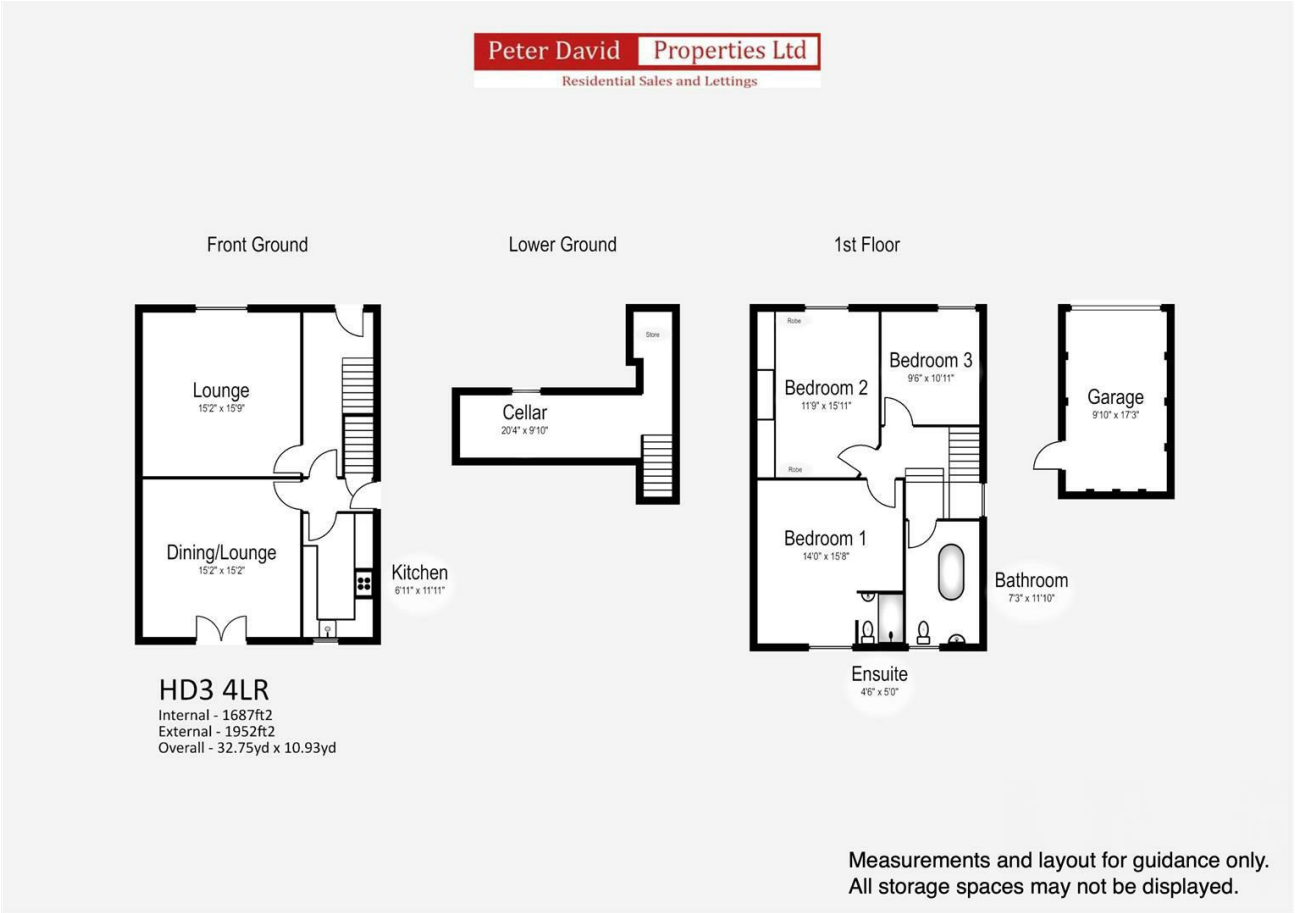 Peter David Properties Ltd
Residential Sales and Lettings
Front Ground
Lower Ground
1st Floor
Lounge
15'2" x 15'9"
Dining/Lounge
15'2" x 15'2"
Kitchen
6'11" x 11'11"
Store
Cellar
20'4" x 9'10"
Robe
Bedroom 2
11'9" x 15'11"
Robe
Bedroom 3
9'6" x 10'11"
Bedroom 1
14'0" x 15'8"
Bathroom
7'3" x 11'10"
Ensuite
4'6" x 5'0"
Garage
9'10" x 17'3"
HD3 4LR
Internal - 1687ft2
External - 1952ft2
Overall - 32.75yd x 10.93yd
Measurements and layout for guidance only.
All storage spaces may not be displayed.